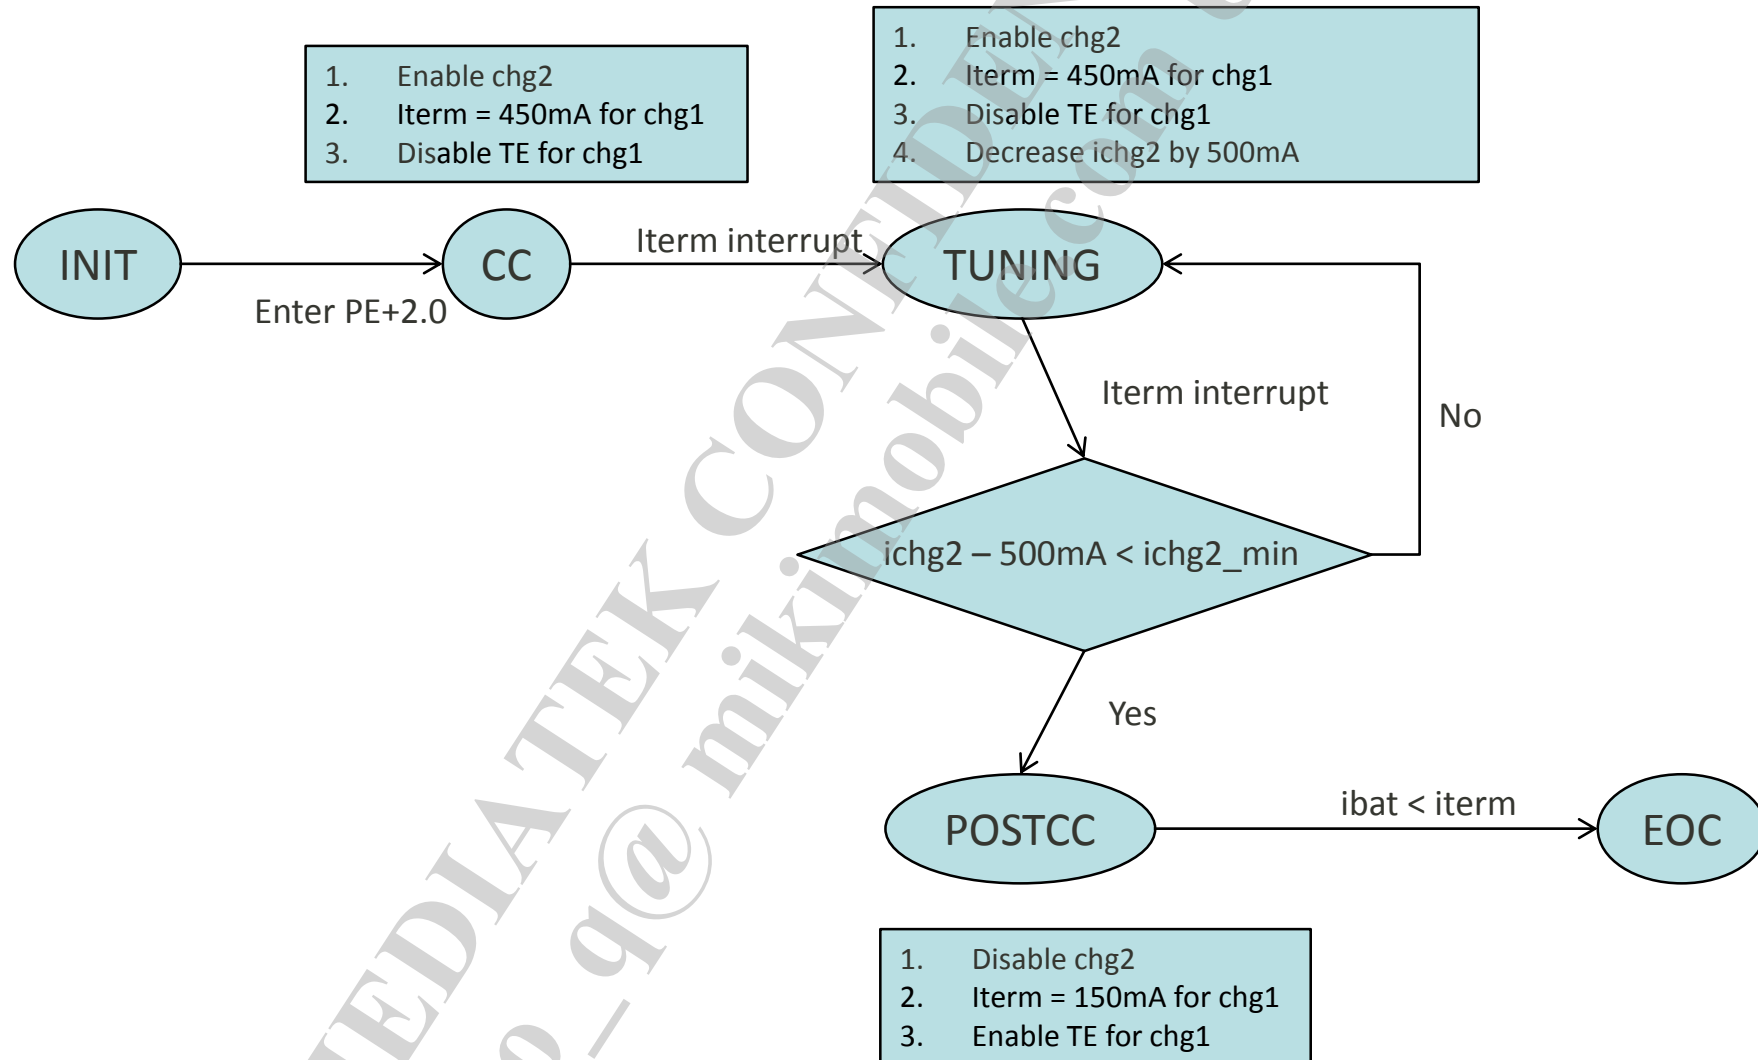 1. Enable chg2
2. Iterm = 450mA for chg1
3. Disable TE for chg1
1. Enable chg2
2. Iterm = 450mA for chg1
3. Disable TE for chg1
4. Decrease ichg2 by 500mA
INIT
Enter PE+2.0
CC
Iterm interrupt
TUNING
Iterm interrupt
No
ichg2 – 500mA < ichg2_min
Yes
POSTCC
ibat < iterm
EOC
1. Disable chg2
2. Iterm = 150mA for chg1
3. Enable TE for chg1
MEDIATEK
mikimobile.com